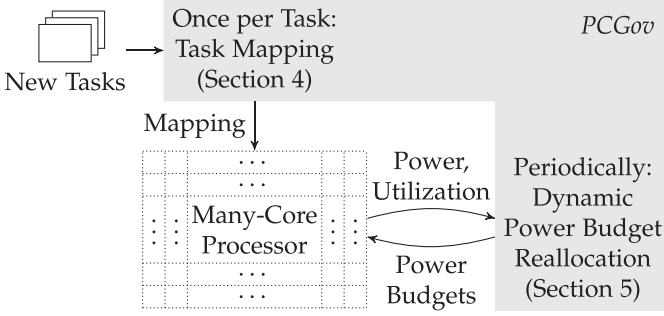 Once per Task:
Task Mapping
(Section 4)
PCGov
New Tasks
Mapping
Many-Core
Processor
Power,
Utilization
Power
Budgets
Periodically:
Dynamic
Power Budget
Reallocation
(Section 5)